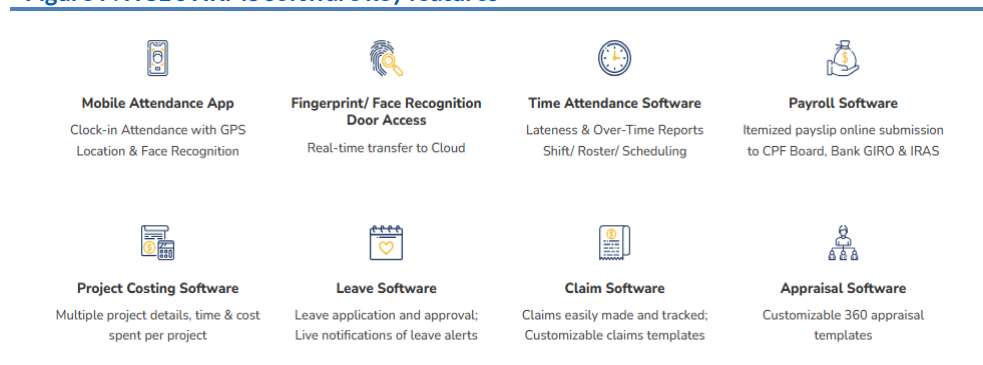 Mobile Attendance App
Clock-in Attendance with GPS
Location & Face Recognition
Fingerprint/ Face Recognition
Door Access
Real-time transfer to Cloud
Time Attendance Software
Lateness & Over-Time Reports
Shift/ Roster/ Scheduling
Payroll Software
Itemized payslip online submission
to CPF Board, Bank GIRO & IRAS
Project Costing Software
Multiple project details, time & cost
spent per project
Leave Software
Leave application and approval;
Live notifications of leave alerts
Claim Software
Claims easily made and tracked;
Customizable claims templates
Appraisal Software
Customizable 360 appraisal
templates